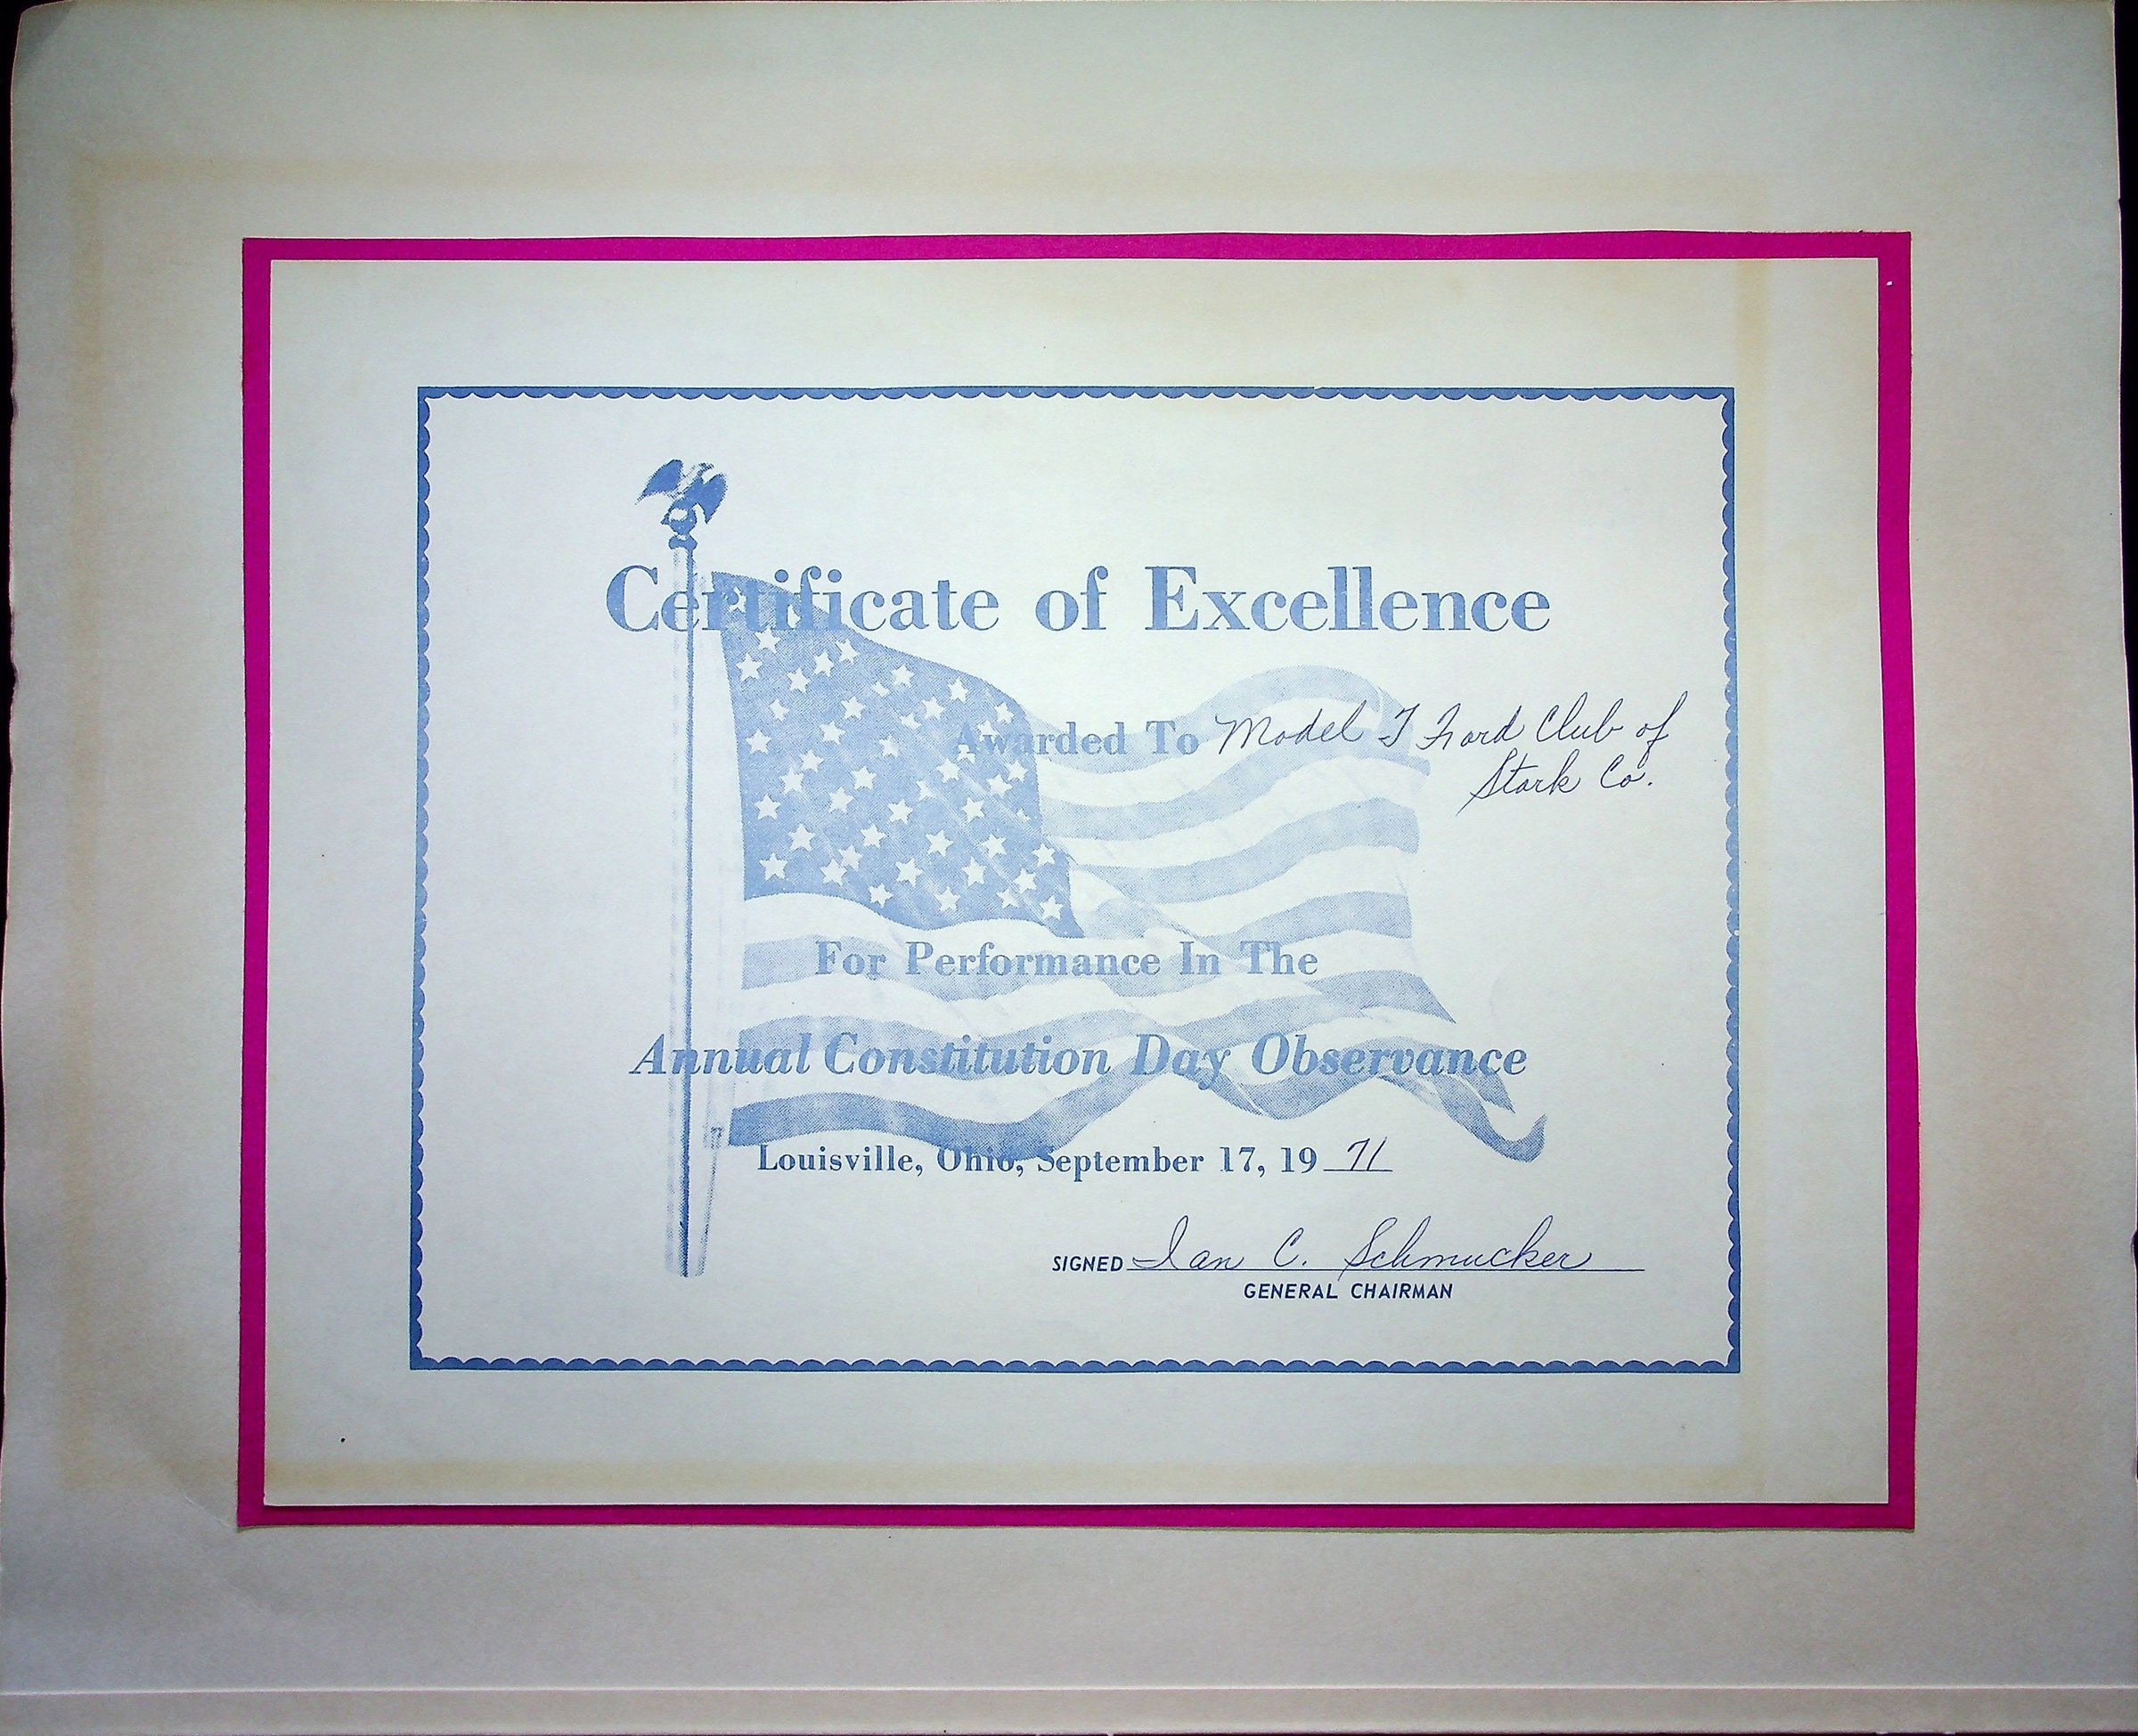 Certificate of Excellence
Awarded To Model T Ford Club of
Stark Co.
For Performance In The
Annual Constitution Day Observance
Louisville, Ohio, September 17, 19 71
SIGNED Ian C. Schmucker
GENERAL CHAIRMAN